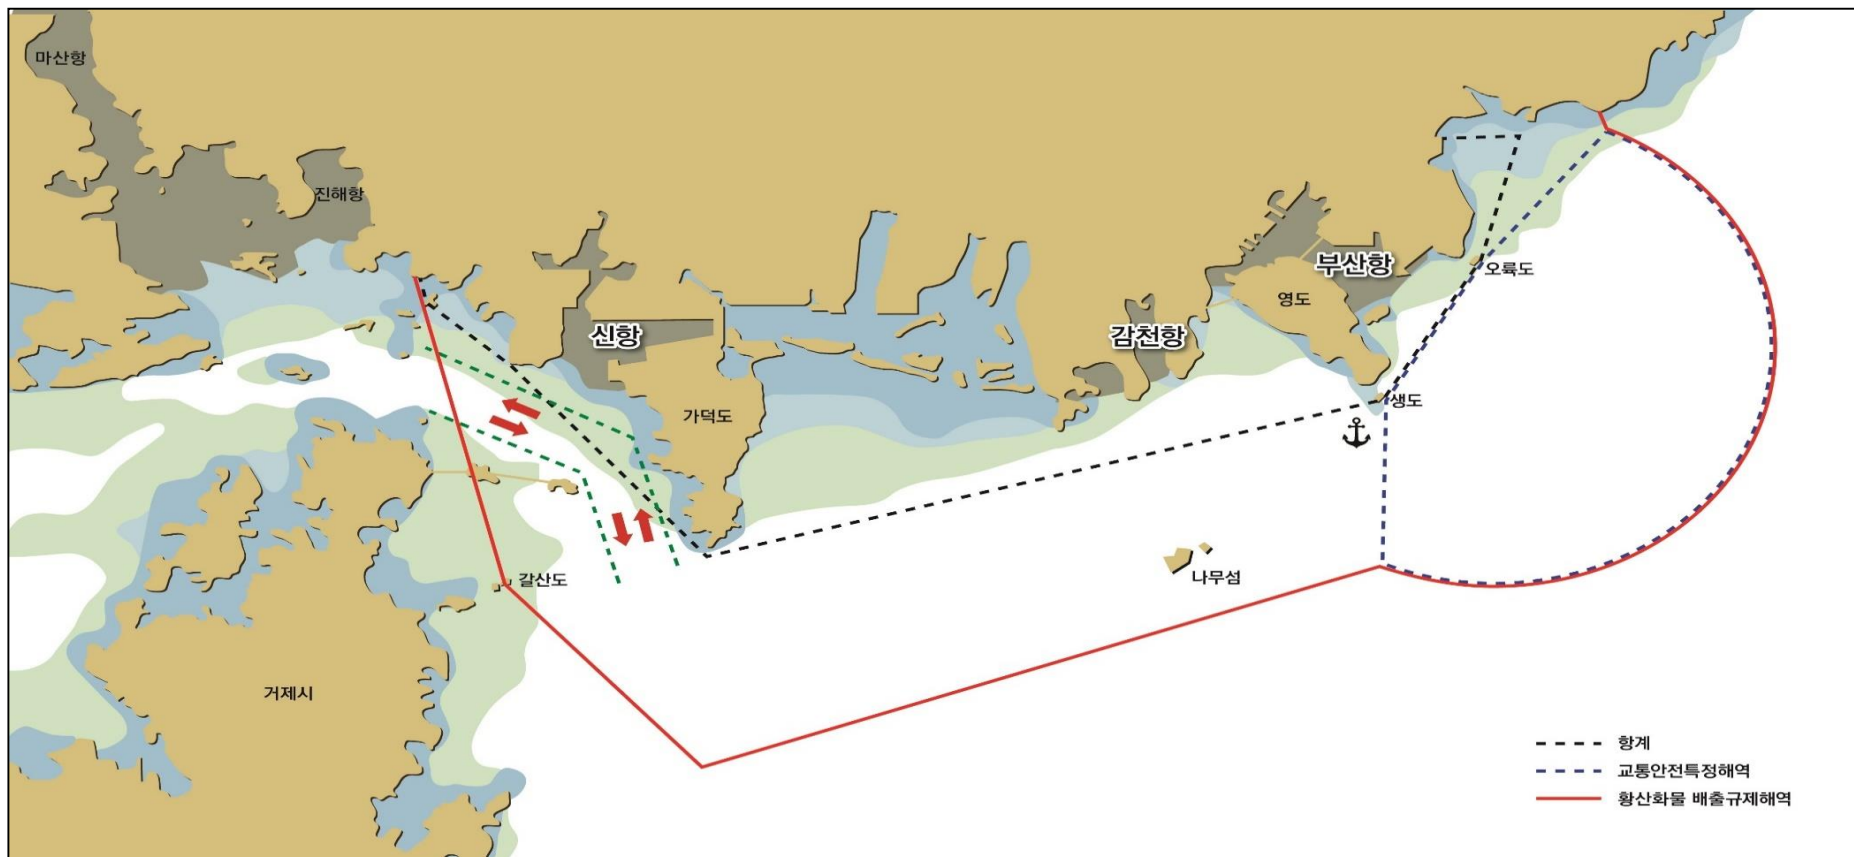 마산항
진해항
부산항
오륙도
영도
신항
감천항
생도
가덕도
나무섬
갈산도
거제시
항계
교통안전특정해역
황산화물 배출규제해역